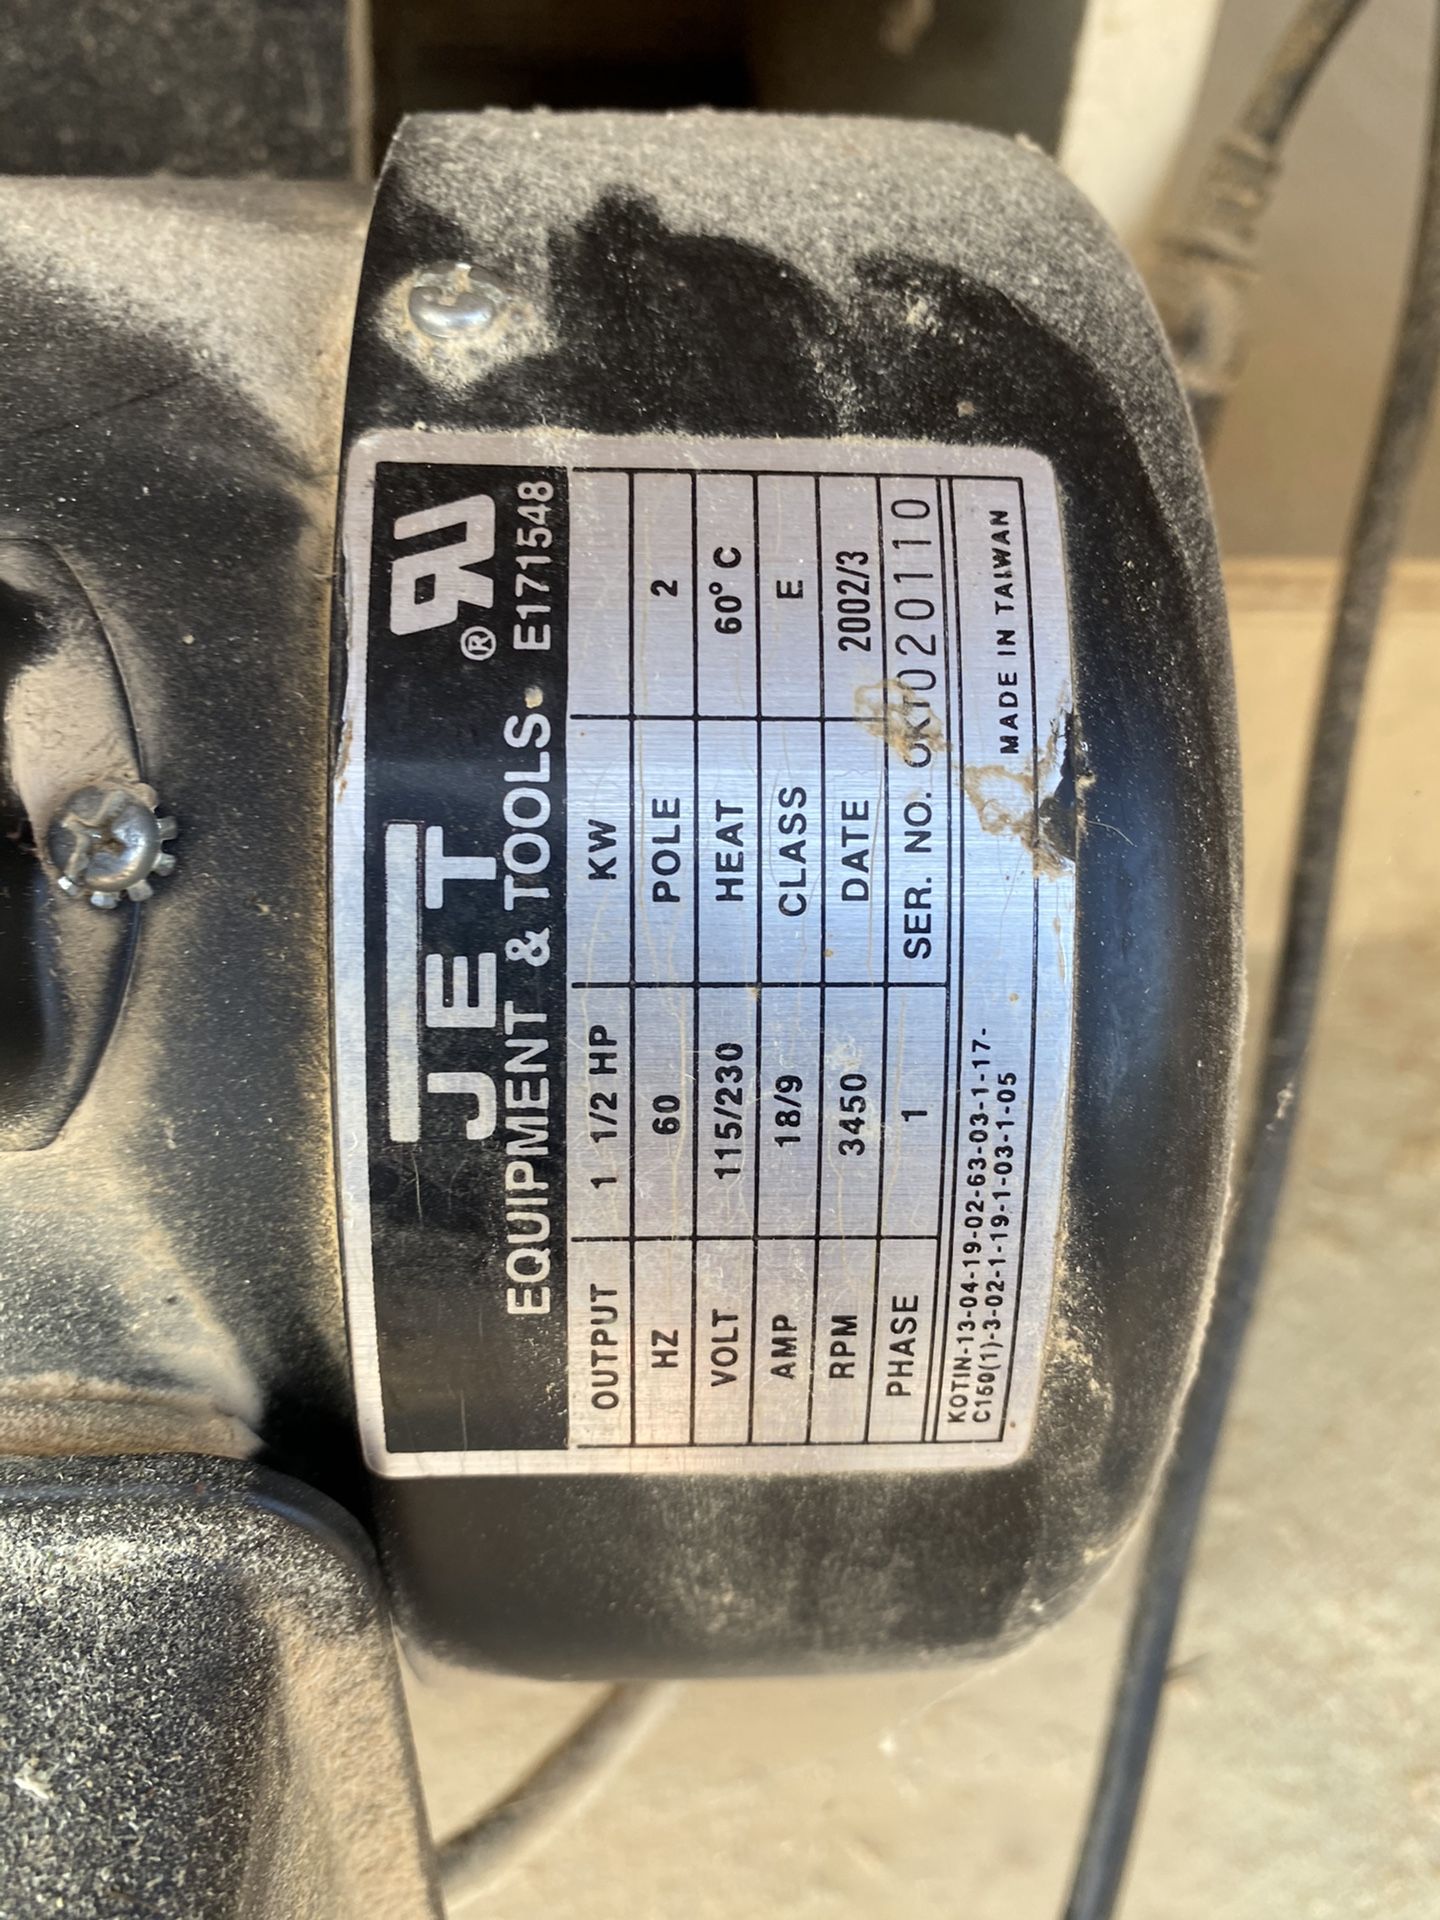 JET ®
EQUIPMENT & TOOLS E171548
OUTPUT 1 1/2 HP KW
HZ 60 POLE 2
VOLT 115/230 HEAT 60° C
AMP 18/9 CLASS E
RPM 3450 DATE 2002/3
PHASE 1 SER. NO. OKT020110
KOTIN-13-04-19-02-63-03-1-17-
C150(1)-3-02-1-19-1-03-1-05
MADE IN TAIWAN